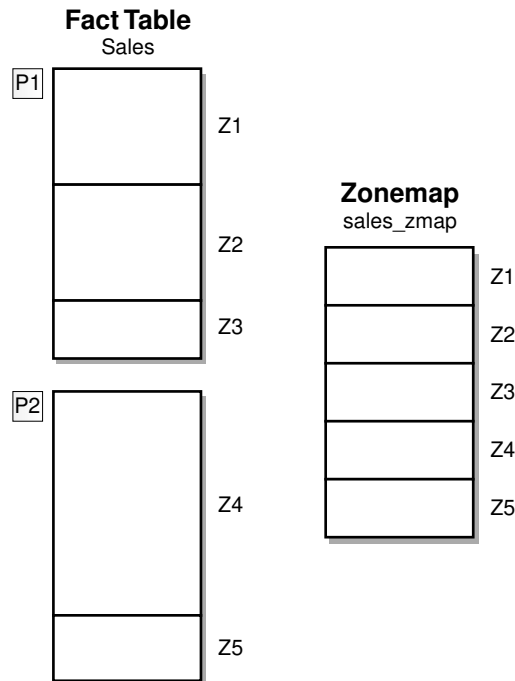 Fact Table
Sales
P1
Z1
Z2
Z3
P2
Z4
Z5
Zonemap
sales_zmap
Z1
Z2
Z3
Z4
Z5